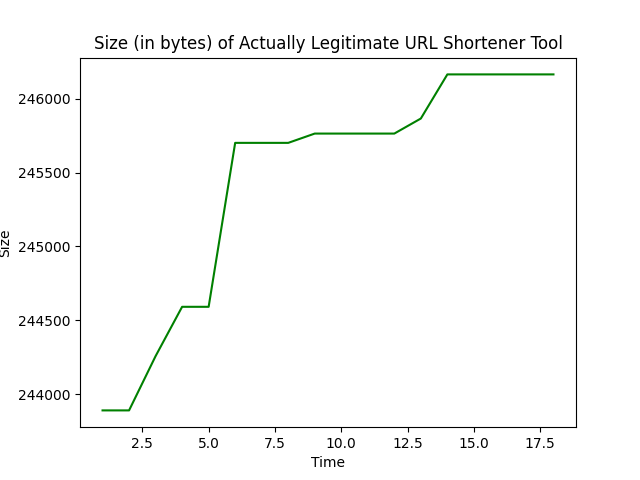 Size (in bytes) of Actually Legitimate URL Shortener Tool
246000
245500
245000
244500
244000
Size
2.5 5.0 7.5 10.0 12.5 15.0 17.5
Time